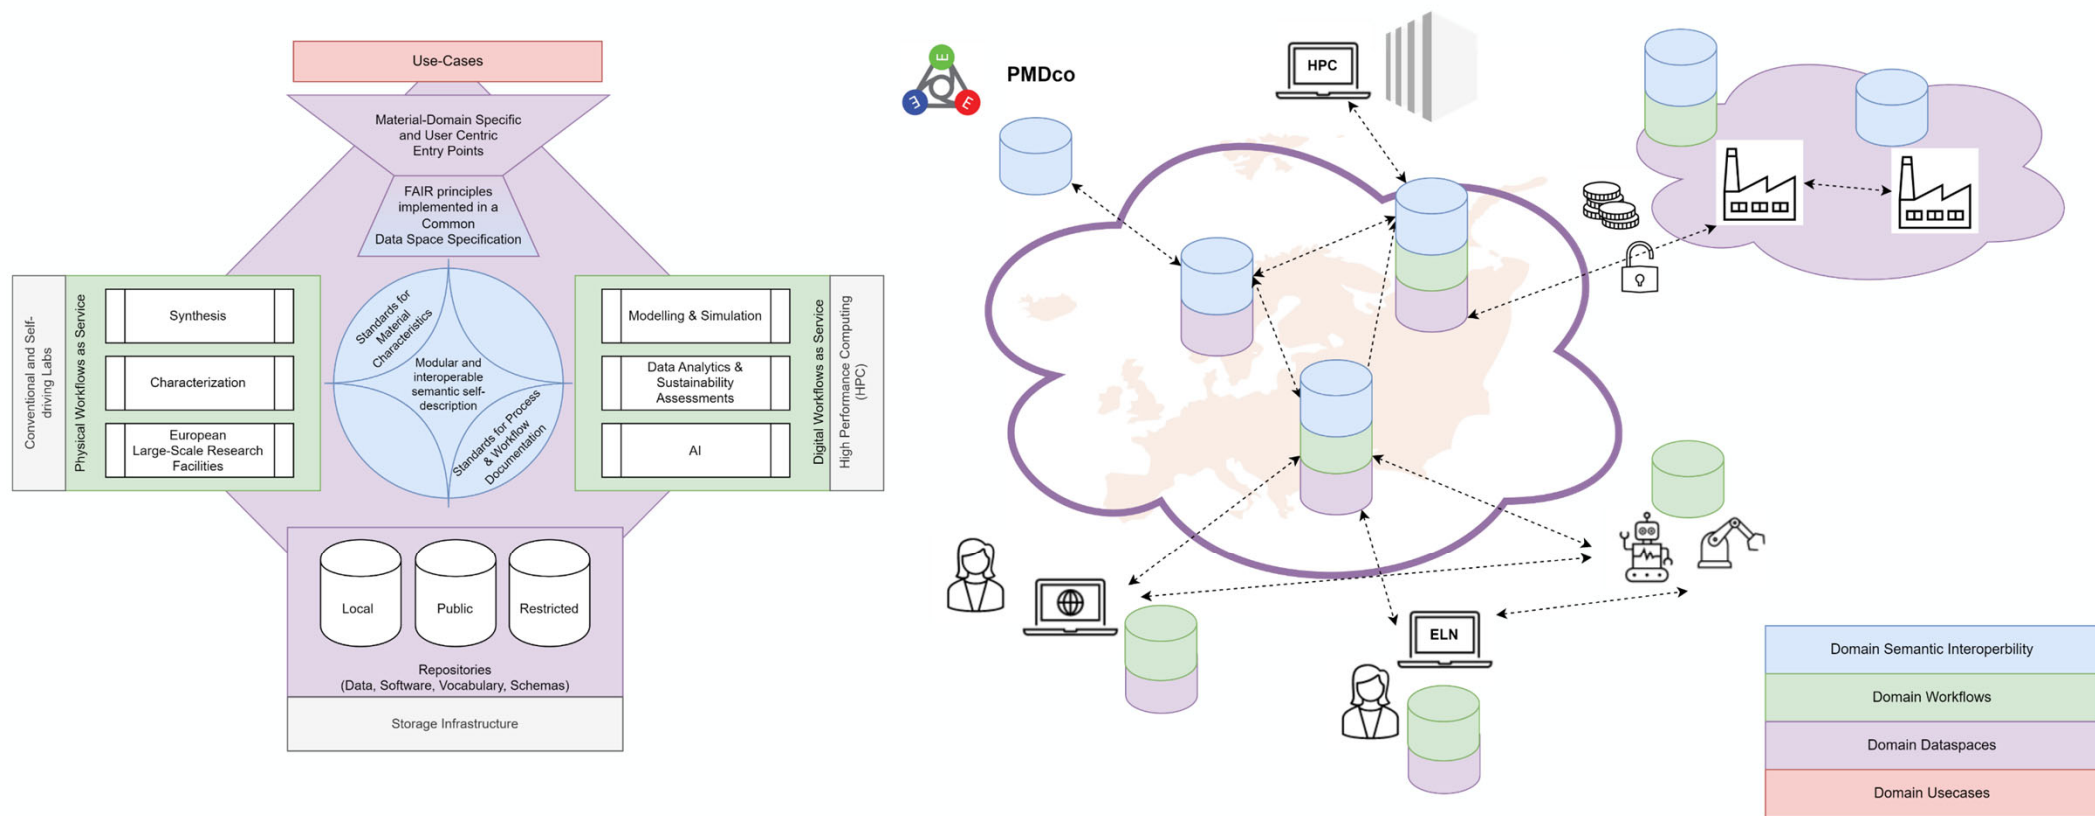 Use-Cases
Material-Domain Specific
and User Centric
Entry Points
FAIR principles
implemented in a
Common
Data Space Specification
Conventional and Self-
driving Labs
Physical Workflows as Service
Synthesis
Characterization
European
Large-Scale Research
Facilities
Standards for
Material
Characteristics
Modular and
interoperable
semantic self-
description
Standards for Process
& Workflow
Documentation
Modelling & Simulation
Data Analytics &
Sustainability
Assessments
AI
Digital Workflows as Service
High Performance Computing
(HPC)
Local
Public
Restricted
Repositories
(Data, Software, Vocabulary, Schemas)
Storage Infrastructure
E
E
E
PMDco
HPC
ELN
Domain Semantic Interoperbility
Domain Workflows
Domain Dataspaces
Domain Usecases